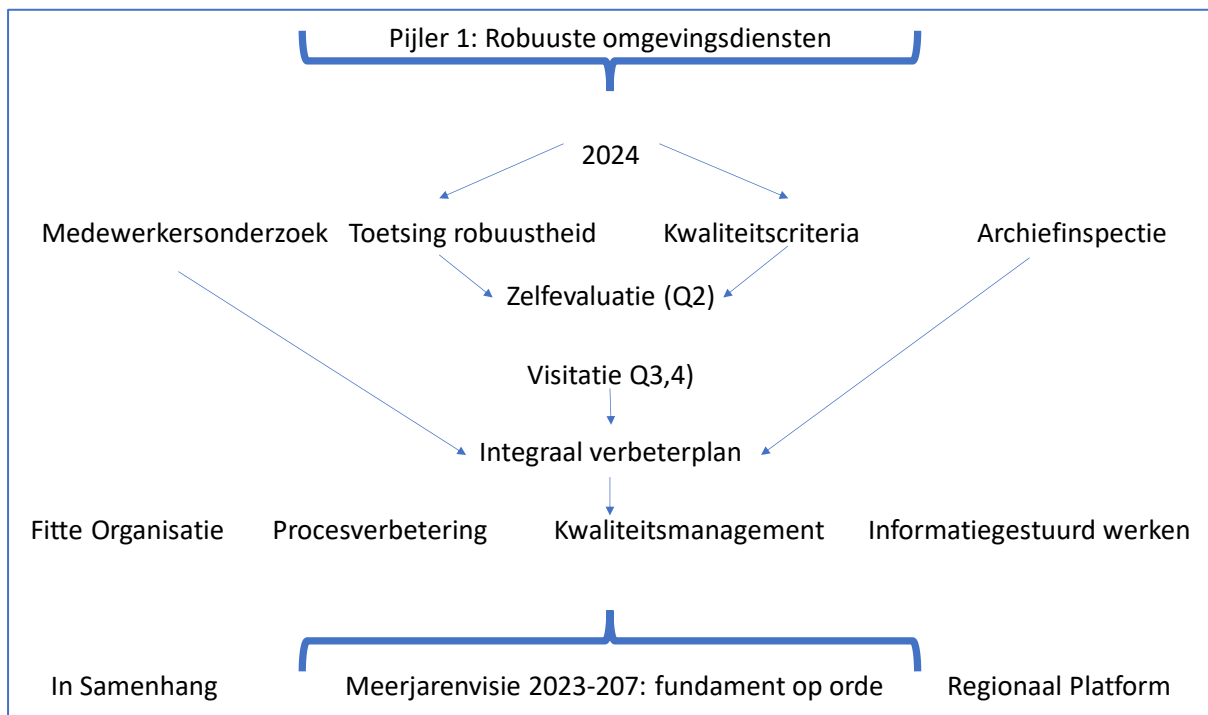 Pijler 1: Robuuste omgevingsdiensten
2024
Medewerkersonderzoek Toetsing robuustheid Kwaliteitscriteria Archiefinspectie
Zelfevaluatie (Q2)
Visitatie Q3,4)
Integraal verbeterplan
Fitte Organisatie Procesverbetering Kwaliteitsmanagement Informatiegestuurd werken
In Samenhang Meerjarenvisie 2023-207: fundament op orde Regionaal Platform